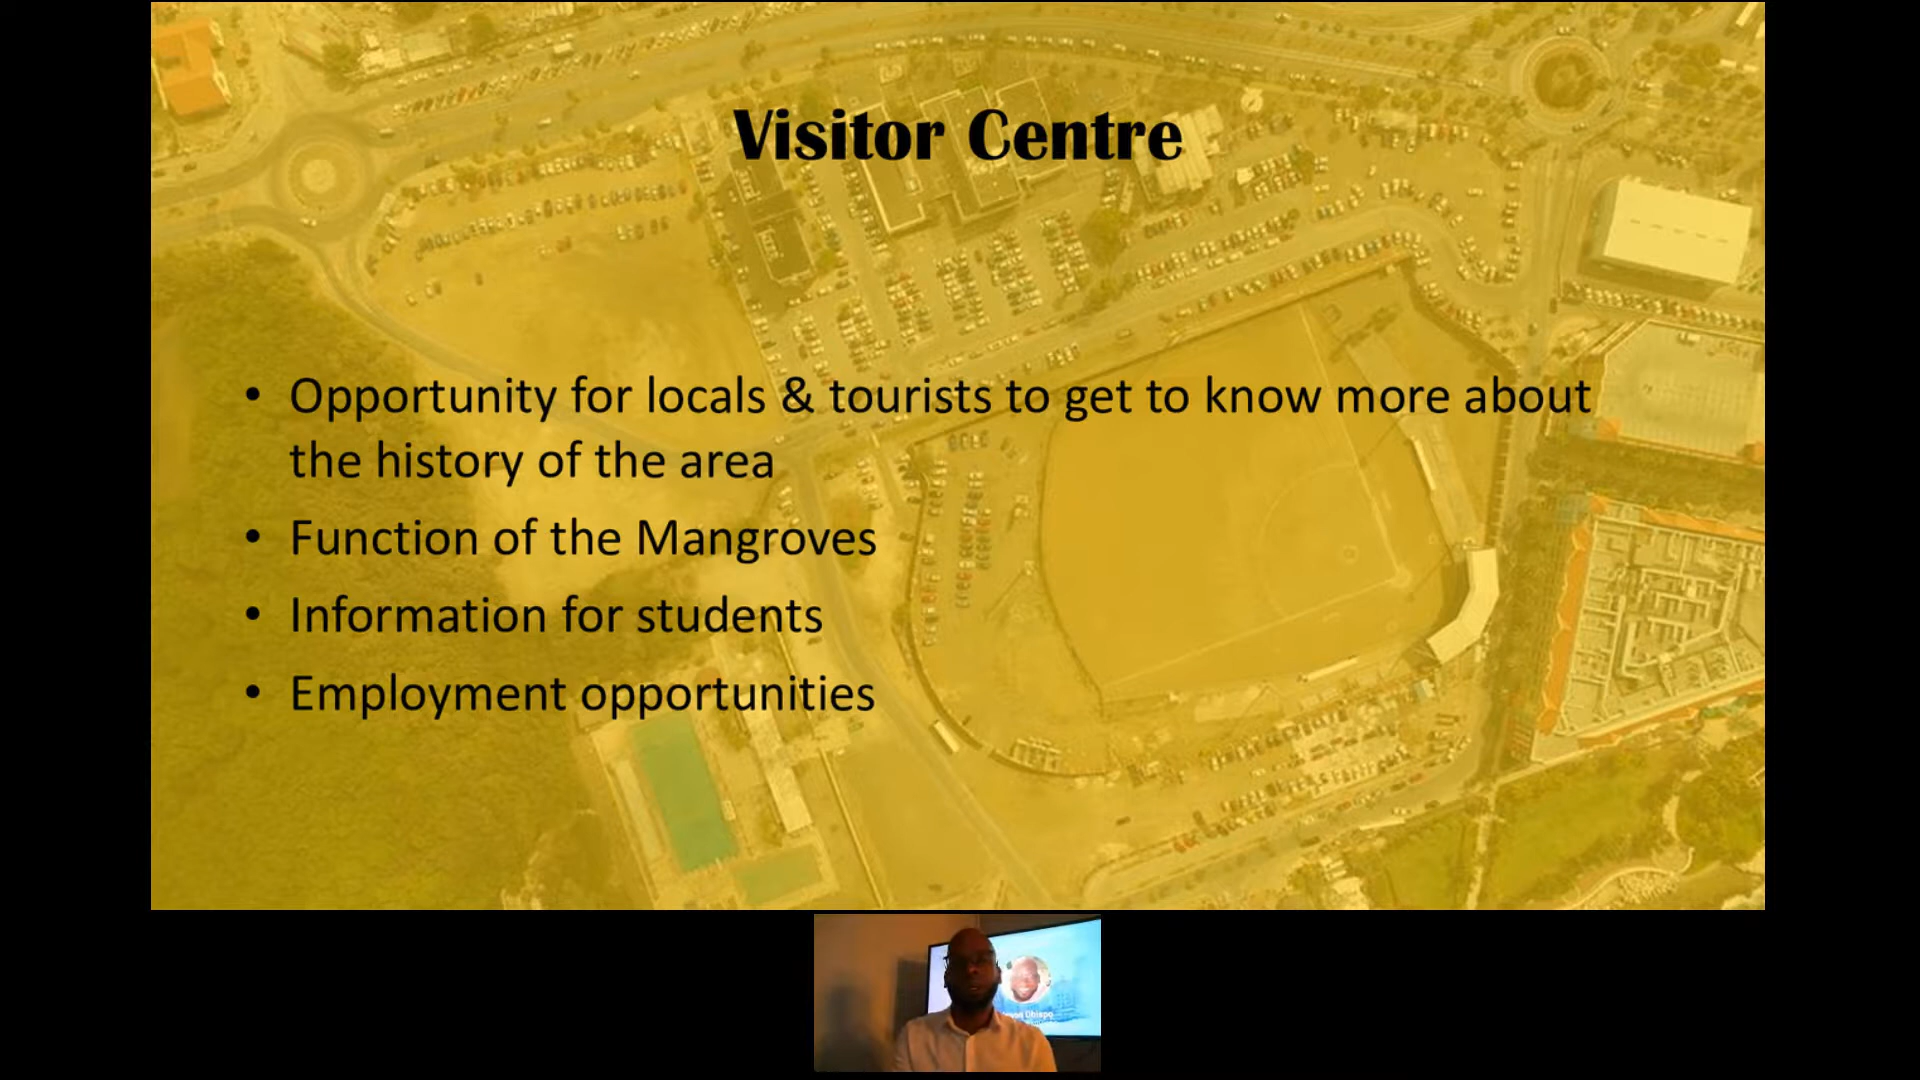 Visitor Centre
• Opportunity for locals & tourists to get to know more about
the history of the area
• Function of the Mangroves
• Information for students
• Employment opportunities